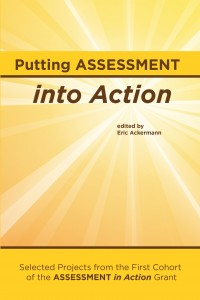 Putting ASSESSMENT
into Action
edited by
Eric Ackermann
Selected Projects from the First Cohort
of the ASSESSMENT in Action Grant